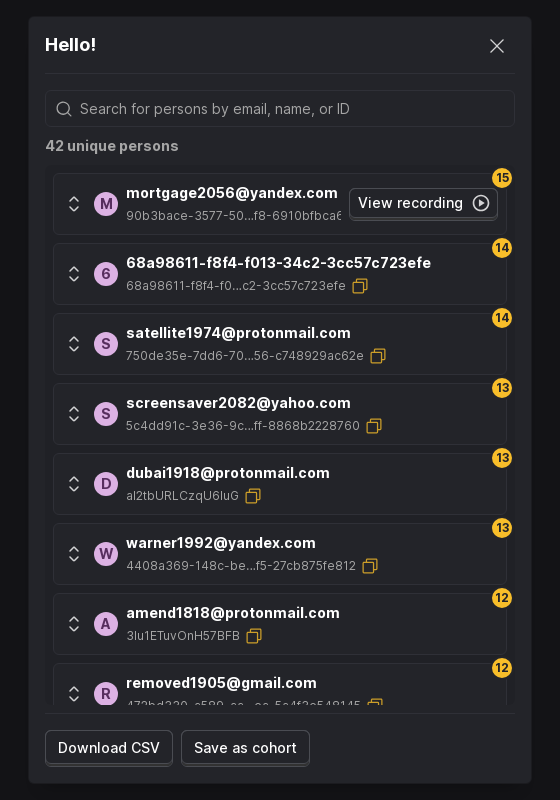 Hello!
Search for persons by email, name, or ID
42 unique persons
15
M mortgage2056@yandex.com
90b3bace-3577-50...f8-6910bfbca6
View recording
14
6 68a98611-f8f4-f013-34c2-3cc57c723efe
68a98611-f8f4-f0...c2-3cc57c723efe
14
S satellite1974@protonmail.com
750de35e-7dd6-70...56-c748929ac62e
13
S screensaver2082@yahoo.com
5c4dd91c-3e36-9c...ff-8868b2228760
13
D dubai1918@protonmail.com
al2tbURLCzqU6IuG
13
W warner1992@yandex.com
4408a369-148c-be...f5-27cb875fe812
12
A amend1818@protonmail.com
3Iu1ETuvOnH57BFB
12
R removed1905@gmail.com
Download CSV
Save as cohort